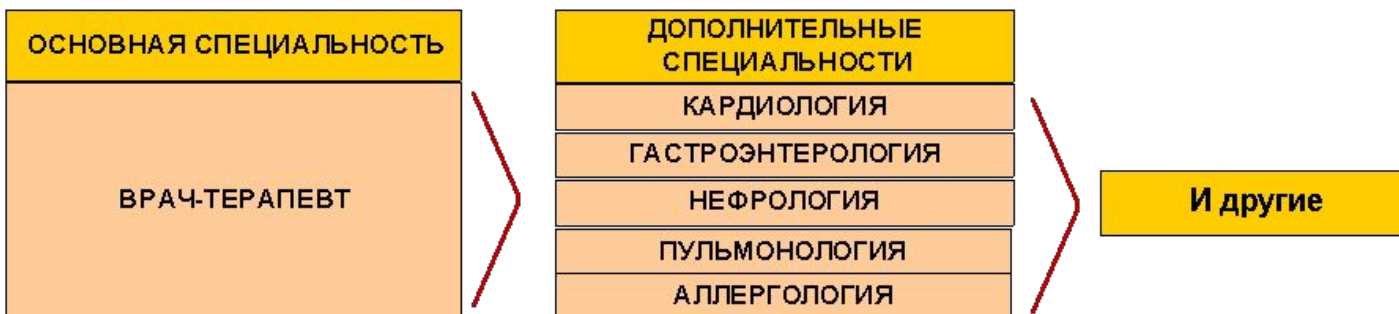 ОСНОВНАЯ СПЕЦИАЛЬНОСТЬ
ВРАЧ-ТЕРАПЕВТ
ДОПОЛНИТЕЛЬНЫЕ
СПЕЦИАЛЬНОСТИ
КАРДИОЛОГИЯ
ГАСТРОЭНТЕРОЛОГИЯ
НЕФРОЛОГИЯ
ПУЛЬМОНОЛОГИЯ
АЛЛЕРГОЛОГИЯ
И другие